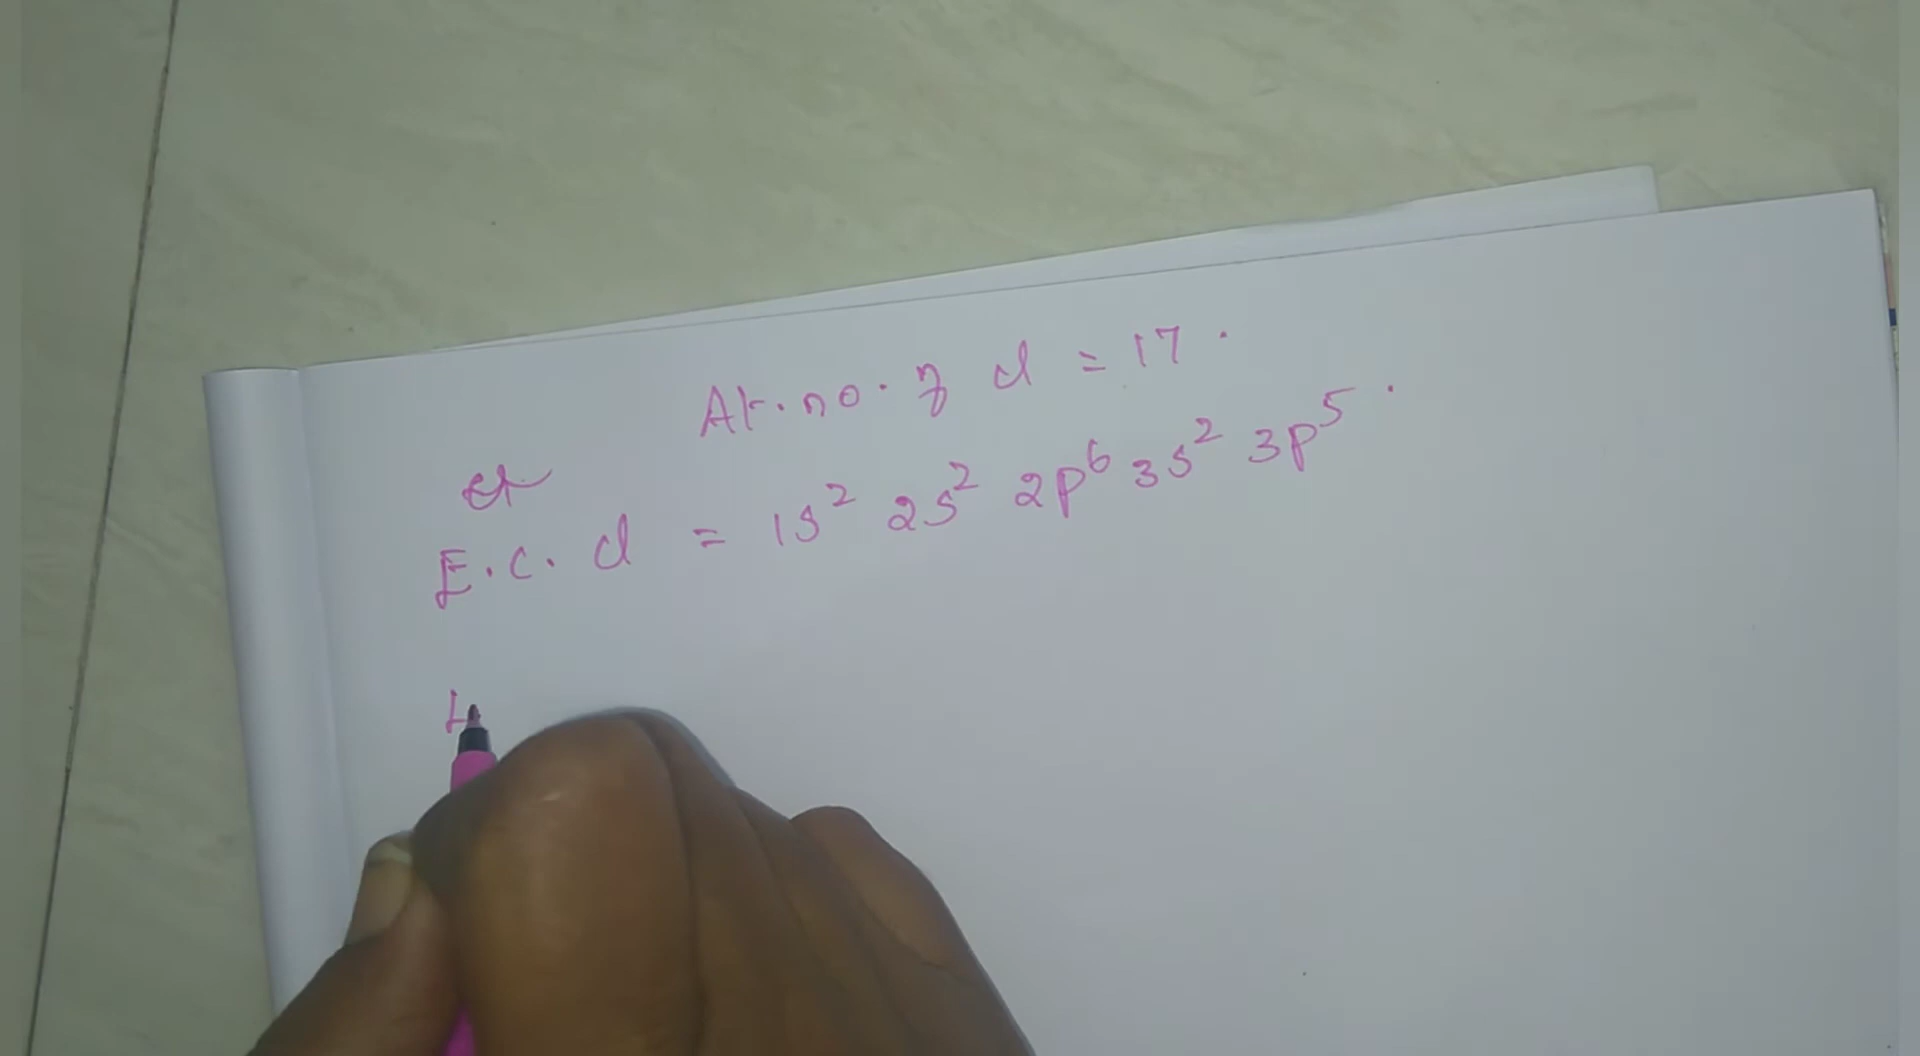 At. no. of Cl = 17.
E.C. Cl = 1s² 2s² 2p⁶ 3s² 3p⁵.